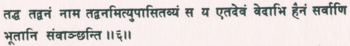 तद्ध तद्वनं नाम तद्वनमित्युपासितव्यं स य एतदेवं वेदाभि हैनं सर्वाणि
भूतानि संवाञ्छन्ति ॥६॥